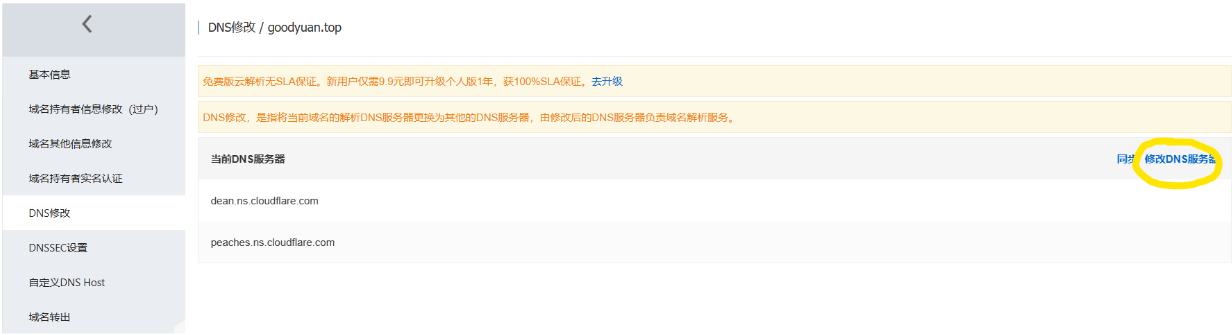 DNS修改 / goodyuan.top
基本信息
域名持有者信息修改（过户）
域名其他信息修改
域名持有者实名认证
DNS修改
DNSSEC设置
自定义DNS Host
域名转出
免费版云解析无SLA保证。新用户仅需9.9元即可升级个人版1年，获100%SLA保证。去升级
DNS修改，是指将当前域名的解析DNS服务器更换为其他的DNS服务器，由修改后的DNS服务器负责域名解析服务。
当前DNS服务器
同步 修改DNS服务器
dean.ns.cloudflare.com
peaches.ns.cloudflare.com